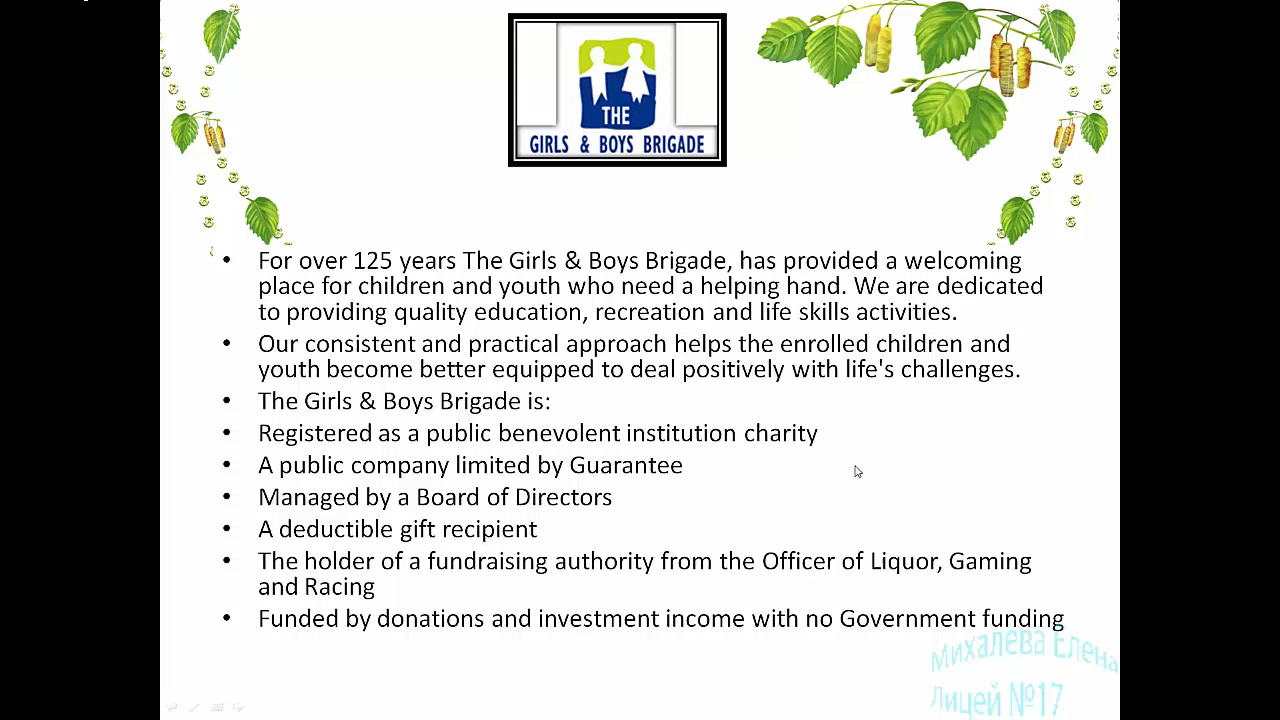 THE
GIRLS & BOYS BRIGADE
• For over 125 years The Girls & Boys Brigade, has provided a welcoming
place for children and youth who need a helping hand. We are dedicated
to providing quality education, recreation and life skills activities.
• Our consistent and practical approach helps the enrolled children and
youth become better equipped to deal positively with life's challenges.
• The Girls & Boys Brigade is:
• Registered as a public benevolent institution charity
• A public company limited by Guarantee
• Managed by a Board of Directors
• A deductible gift recipient
• The holder of a fundraising authority from the Officer of Liquor, Gaming
and Racing
• Funded by donations and investment income with no Government funding
Михалева Елена
Лицей №17